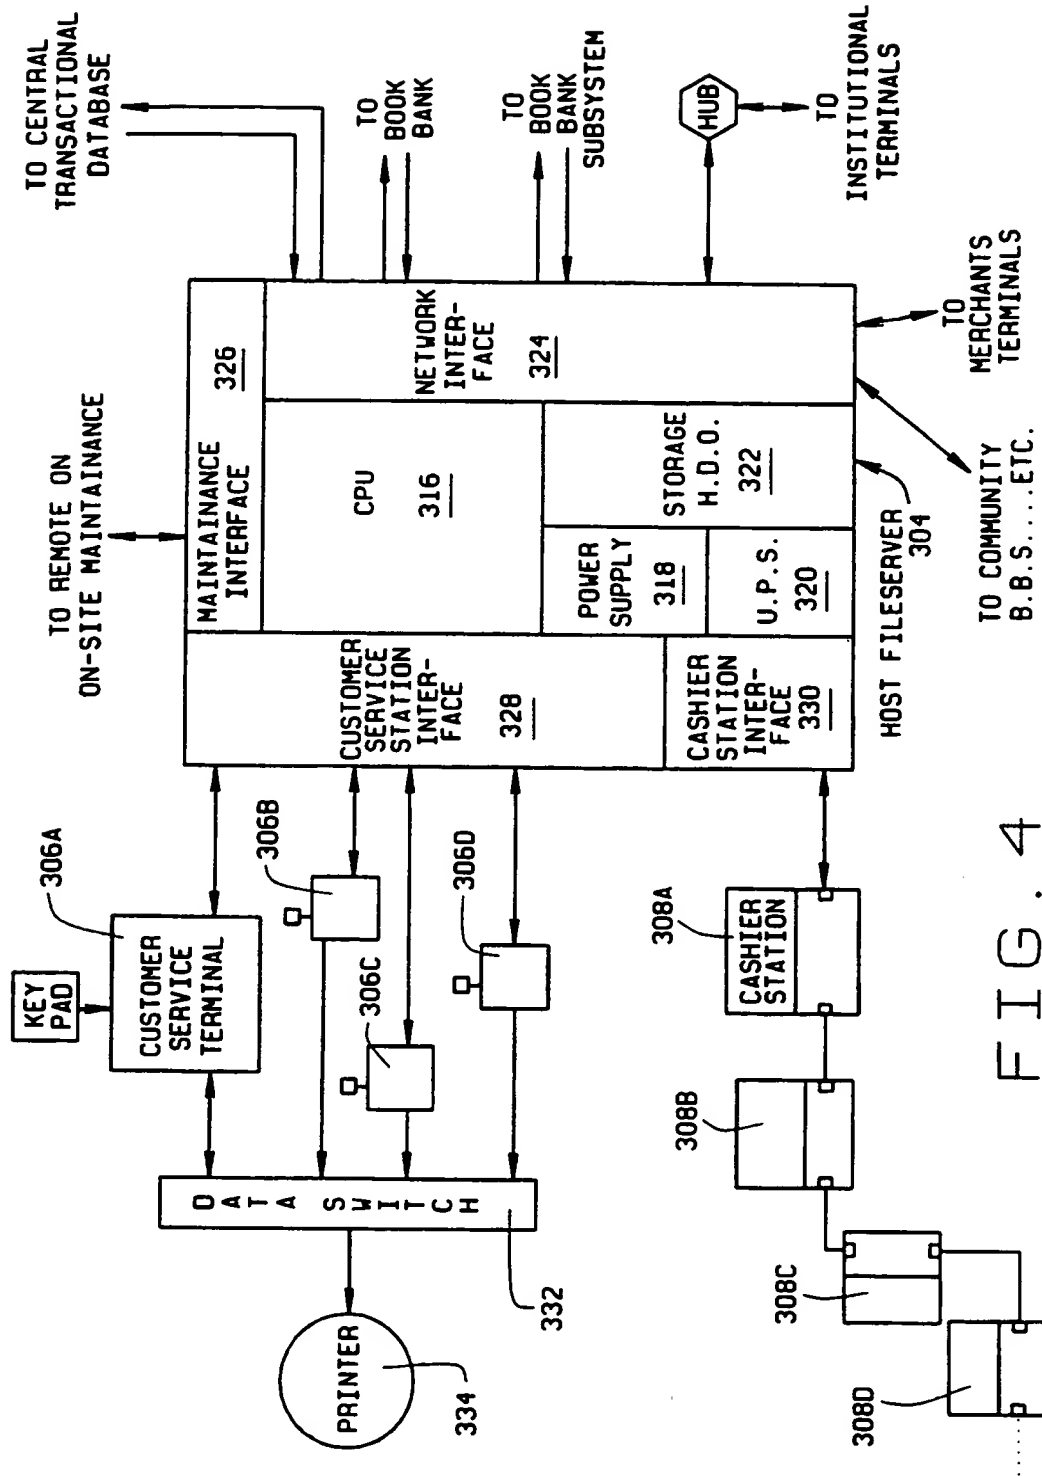 TO CENTRAL
TRANSACTIONAL
DATABASE
TO
BOOK
BANK
TO
BOOK
BANK
SUBSYSTEM
HUB
TO
INSTITUTIONAL
TERMINALS
TO REMOTE ON
ON-SITE MAINTAINANCE
MAINTAINANCE
INTERFACE
326
NETWORK
INTER-
FACE
324
CPU
316
STORAGE
H.D.O.
322
POWER
SUPPLY
318
U.P.S.
320
CUSTOMER
SERVICE
STATION
INTER-
FACE
328
CASHIER
STATION
INTER-
FACE
330
HOST FILESERVER
304
TO
MERCHANTS
TERMINALS
TO COMMUNITY
B.B.S....ETC.
KEY
PAD
306A
CUSTOMER
SERVICE
TERMINAL
306B
306C
306D
DATA SWITCH
332
PRINTER
334
308A
CASHIER
STATION
308B
308C
308D
FIG. 4